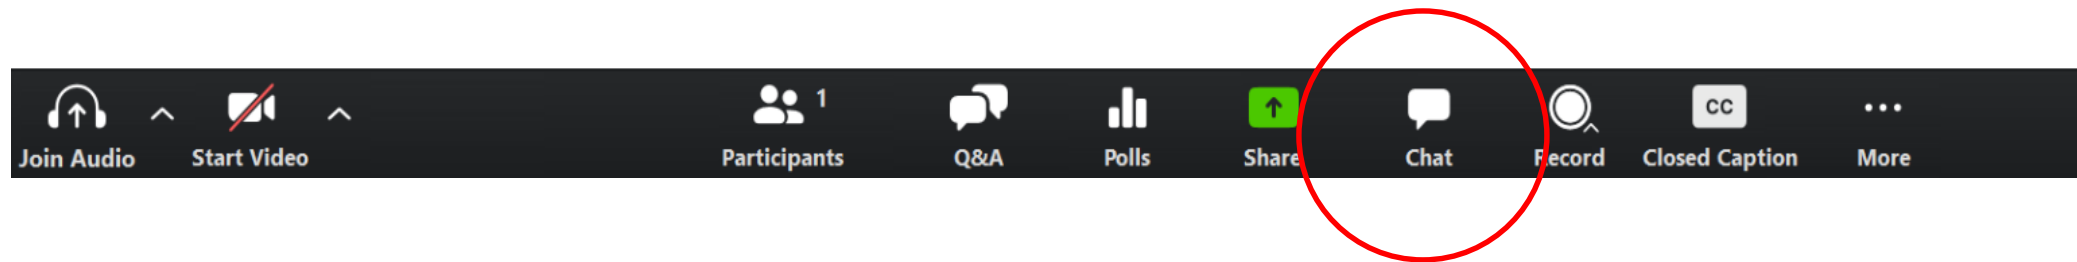 Join Audio
Start Video
Participants 1
Q&A
Polls
Share
Chat
Record
CC
Closed Caption
More